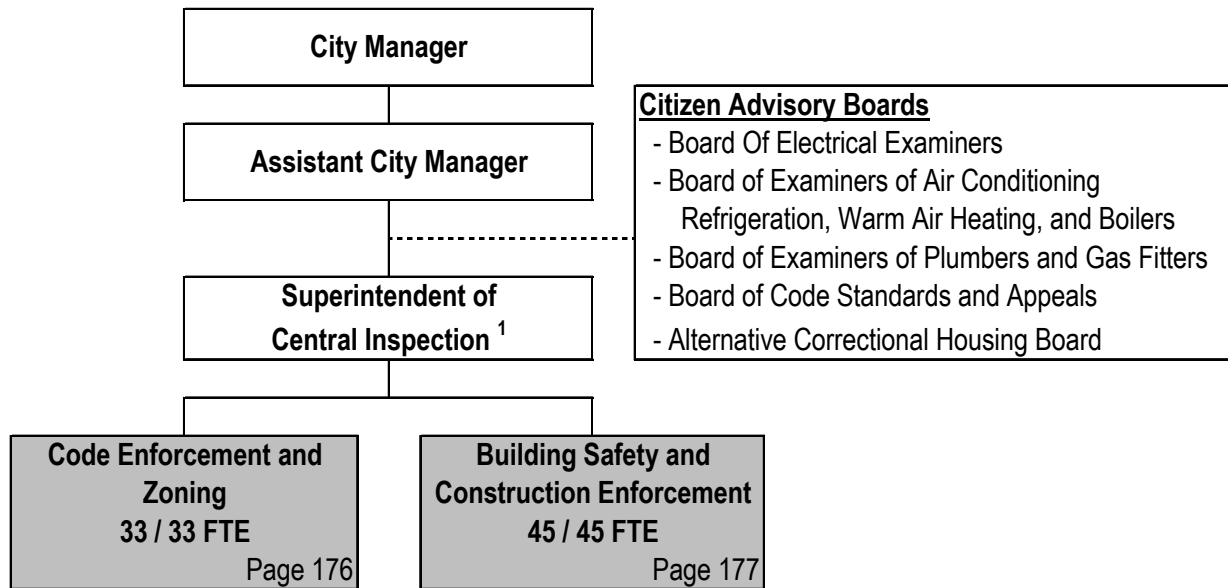 City Manager
Assistant City Manager
Citizen Advisory Boards
- Board Of Electrical Examiners
- Board of Examiners of Air Conditioning
Refrigeration, Warm Air Heating, and Boilers
- Board of Examiners of Plumbers and Gas Fitters
- Board of Code Standards and Appeals
- Alternative Correctional Housing Board
Superintendent of
Central Inspection 1
Code Enforcement and
Zoning
33 / 33 FTE
Page 176
Building Safety and
Construction Enforcement
45 / 45 FTE
Page 177